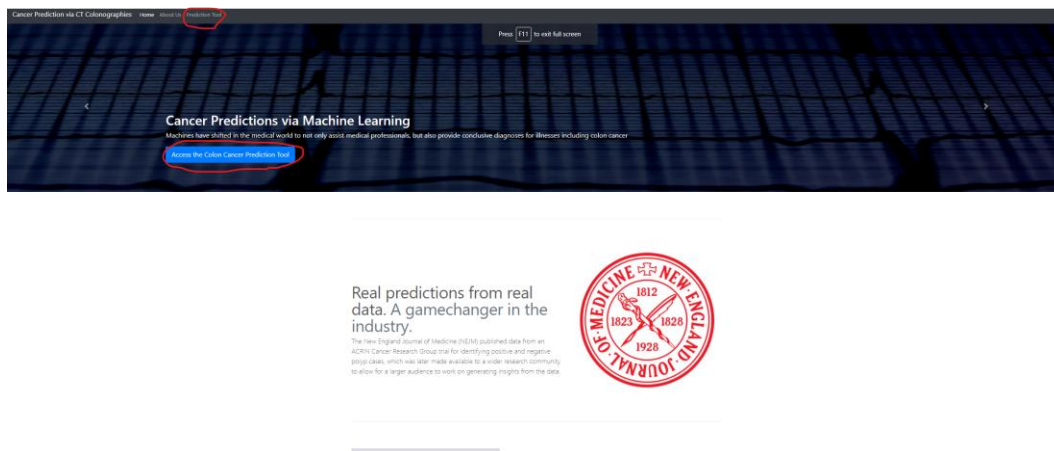 Cancer Prediction via CT Colonographies Home About Us Prediction Tool
Press F11 to exit full screen
Cancer Predictions via Machine Learning
Machines have shifted in the medical world to not only assist medical professionals, but also provide conclusive diagnoses for illnesses including colon cancer
Access the Colon Cancer Prediction Tool
Real predictions from real
data. A gamechanger in the
industry.
The New England Journal of Medicine (NEJM) published data from an
ACRIN Cancer Research Group trial for identifying positive and negative
polyp cases, which was later made available to a wider research community
to allow for a larger audience to work on generating insights from the data.
NEW ENGLAND JOURNAL OF MEDICINE
1812
1823 1828
1928